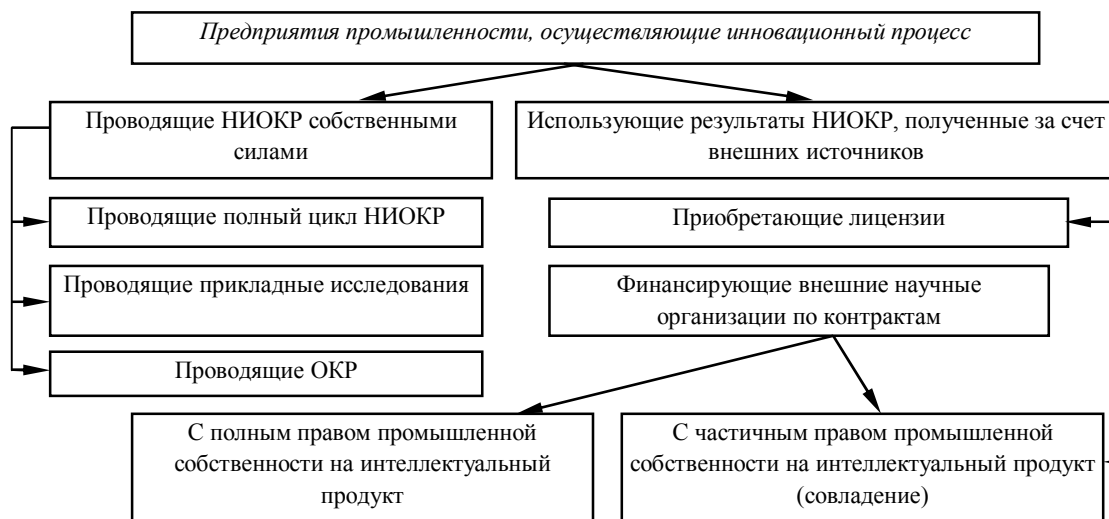 Предприятия промышленности, осуществляющие инновационный процесс
Проводящие НИОКР собственными
силами
Использующие результаты НИОКР, полученные за счет
внешних источников
Проводящие полный цикл НИОКР
Приобретающие лицензии
Проводящие прикладные исследования
Финансирующие внешние научные
организации по контрактам
Проводящие ОКР
С полным правом промышленной
собственности на интеллектуальный
продукт
С частичным правом промышленной
собственности на интеллектуальный продукт
(совладение)